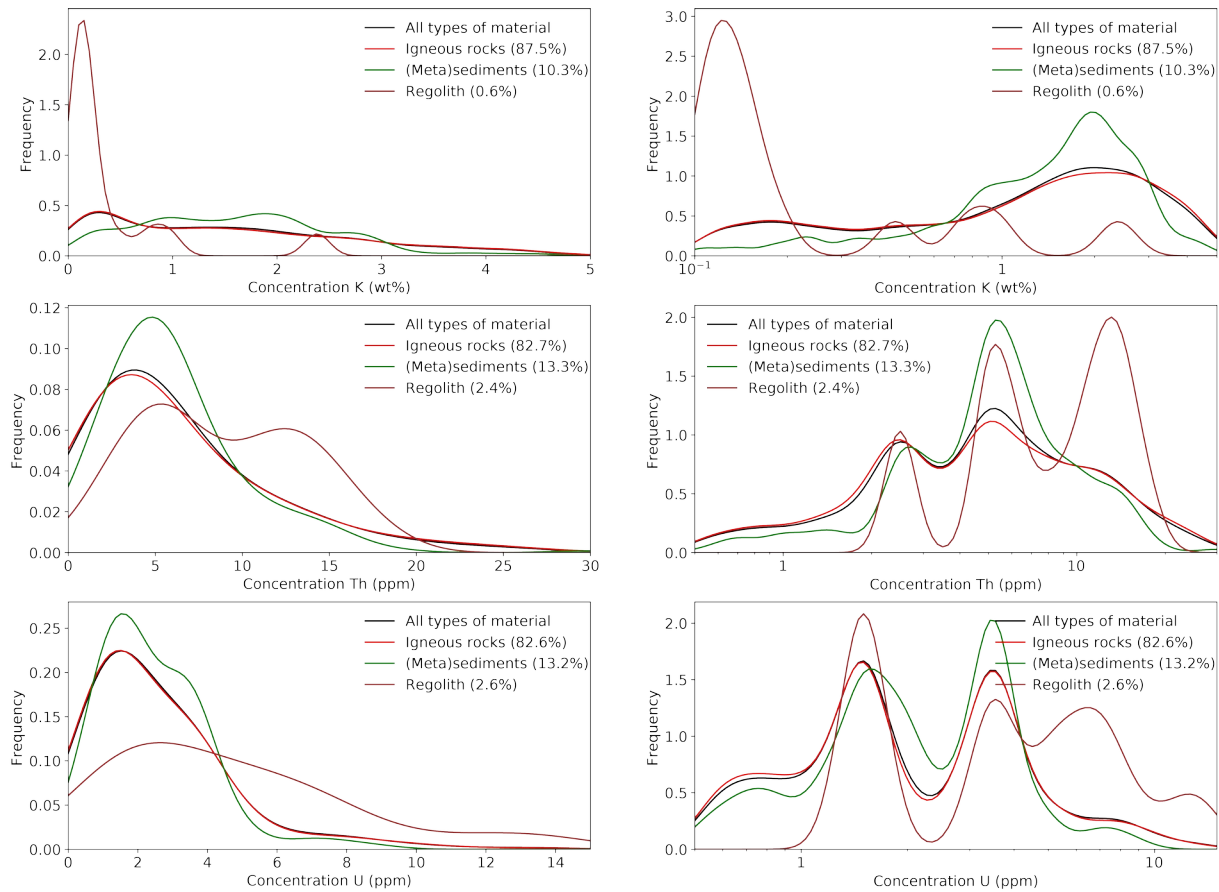 2.0
1.5
1.0
0.5
0.0
Frequency
0
1
2
3
4
5
Concentration K (wt%)
All types of material
Igneous rocks (87.5%)
(Meta)sediments (10.3%)
Regolith (0.6%)
3.0
2.5
2.0
1.5
1.0
0.5
0.0
Frequency
10⁻¹
1
Concentration K (wt%)
All types of material
Igneous rocks (87.5%)
(Meta)sediments (10.3%)
Regolith (0.6%)
0.12
0.10
0.08
0.06
0.04
0.02
0.00
Frequency
0
5
10
15
20
25
30
Concentration Th (ppm)
All types of material
Igneous rocks (82.7%)
(Meta)sediments (13.3%)
Regolith (2.4%)
2.0
1.5
1.0
0.5
0.0
Frequency
1
10
Concentration Th (ppm)
All types of material
Igneous rocks (82.7%)
(Meta)sediments (13.3%)
Regolith (2.4%)
0.25
0.20
0.15
0.10
0.05
0.00
Frequency
0
2
4
6
8
10
12
14
Concentration U (ppm)
All types of material
Igneous rocks (82.6%)
(Meta)sediments (13.2%)
Regolith (2.6%)
2.0
1.5
1.0
0.5
0.0
Frequency
1
10
Concentration U (ppm)
All types of material
Igneous rocks (82.6%)
(Meta)sediments (13.2%)
Regolith (2.6%)